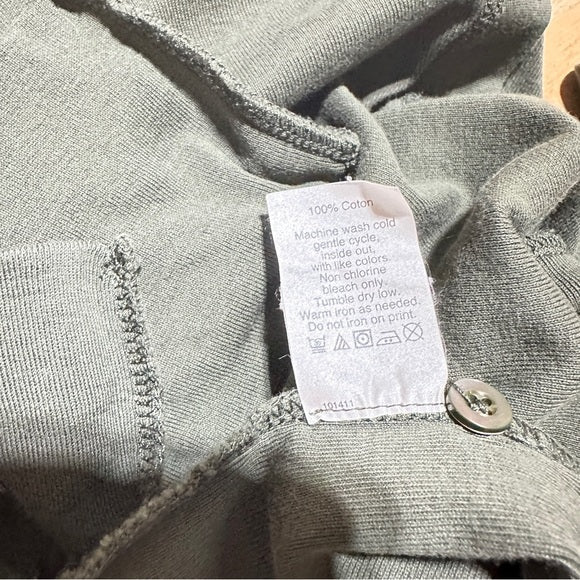 100% Coton
Machine wash cold
gentle cycle,
inside out,
with like colors.
Non chlorine
bleach only.
Tumble dry low.
Warm iron as needed.
Do not iron on print.
101411